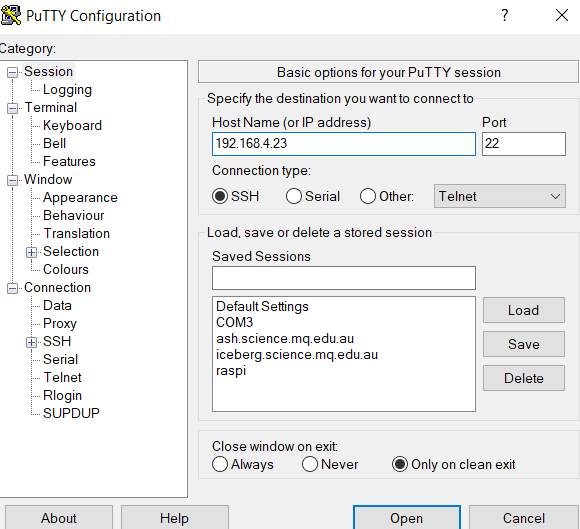 PuTTY Configuration
?
Category:
Session
Logging
Terminal
Keyboard
Bell
Features
Window
Appearance
Behaviour
Translation
Selection
Colours
Connection
Data
Proxy
SSH
Serial
Telnet
Rlogin
SUPDUP
Basic options for your PuTTY session
Specify the destination you want to connect to
Host Name (or IP address) Port
192.168.4.23 22
Connection type:
SSH Serial Other: Telnet
Load, save or delete a stored session
Saved Sessions
Default Settings
COM3
ash.science.mq.edu.au
iceberg.science.mq.edu.au
raspi
Load
Save
Delete
Close window on exit:
Always Never Only on clean exit
About Help Open Cancel